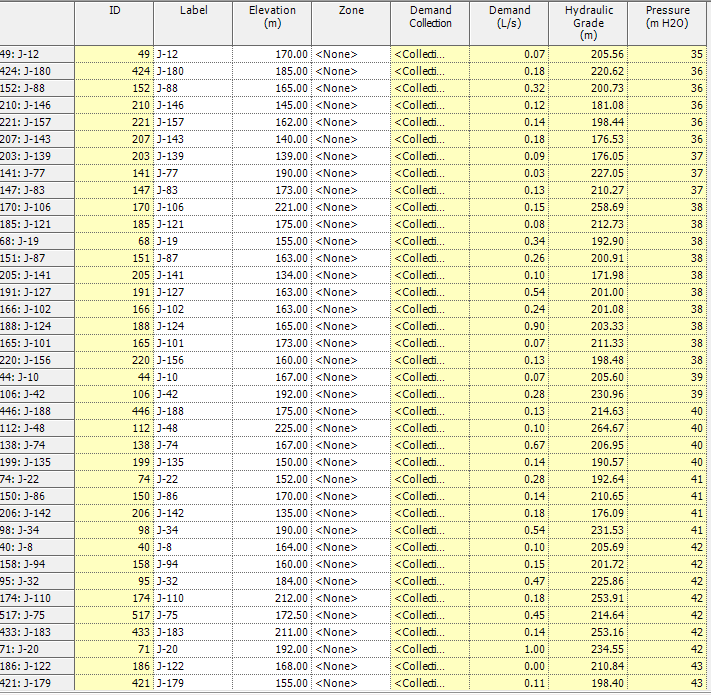 ID Label Elevation (m) Zone Demand Collection Demand (L/s) Hydraulic Grade (m) Pressure (m H2O)
49: J-12 49 J-12 170.00 <None> <Collecti... 0.07 205.56 35
424: J-180 424 J-180 185.00 <None> <Collecti... 0.18 220.62 36
152: J-88 152 J-88 165.00 <None> <Collecti... 0.32 200.73 36
210: J-146 210 J-146 145.00 <None> <Collecti... 0.12 181.08 36
221: J-157 221 J-157 162.00 <None> <Collecti... 0.14 198.44 36
207: J-143 207 J-143 140.00 <None> <Collecti... 0.18 176.53 36
203: J-139 203 J-139 139.00 <None> <Collecti... 0.09 176.05 37
141: J-77 141 J-77 190.00 <None> <Collecti... 0.03 227.05 37
147: J-83 147 J-83 173.00 <None> <Collecti... 0.13 210.27 37
170: J-106 170 J-106 221.00 <None> <Collecti... 0.15 258.69 38
185: J-121 185 J-121 175.00 <None> <Collecti... 0.08 212.73 38
68: J-19 68 J-19 155.00 <None> <Collecti... 0.34 192.90 38
151: J-87 151 J-87 163.00 <None> <Collecti... 0.26 200.91 38
205: J-141 205 J-141 134.00 <None> <Collecti... 0.10 171.98 38
191: J-127 191 J-127 163.00 <None> <Collecti... 0.54 201.00 38
166: J-102 166 J-102 163.00 <None> <Collecti... 0.24 201.08 38
188: J-124 188 J-124 165.00 <None> <Collecti... 0.90 203.33 38
165: J-101 165 J-101 173.00 <None> <Collecti... 0.07 211.33 38
220: J-156 220 J-156 160.00 <None> <Collecti... 0.13 198.48 38
44: J-10 44 J-10 167.00 <None> <Collecti... 0.07 205.60 39
106: J-42 106 J-42 192.00 <None> <Collecti... 0.28 230.96 39
446: J-188 446 J-188 175.00 <None> <Collecti... 0.13 214.63 40
112: J-48 112 J-48 225.00 <None> <Collecti... 0.10 264.67 40
138: J-74 138 J-74 167.00 <None> <Collecti... 0.67 206.95 40
199: J-135 199 J-135 150.00 <None> <Collecti... 0.14 190.57 40
74: J-22 74 J-22 152.00 <None> <Collecti... 0.28 192.64 41
150: J-86 150 J-86 170.00 <None> <Collecti... 0.14 210.65 41
206: J-142 206 J-142 135.00 <None> <Collecti... 0.18 176.09 41
98: J-34 98 J-34 190.00 <None> <Collecti... 0.54 231.53 41
40: J-8 40 J-8 164.00 <None> <Collecti... 0.10 205.69 42
158: J-94 158 J-94 160.00 <None> <Collecti... 0.15 201.72 42
95: J-32 95 J-32 184.00 <None> <Collecti... 0.47 225.86 42
174: J-110 174 J-110 212.00 <None> <Collecti... 0.18 253.91 42
517: J-75 517 J-75 172.50 <None> <Collecti... 0.45 214.64 42
433: J-183 433 J-183 211.00 <None> <Collecti... 0.14 253.16 42
71: J-20 71 J-20 192.00 <None> <Collecti... 1.00 234.55 42
186: J-122 186 J-122 168.00 <None> <Collecti... 0.00 210.84 43
421: J-179 421 J-179 155.00 <None> <Collecti... 0.11 198.40 43